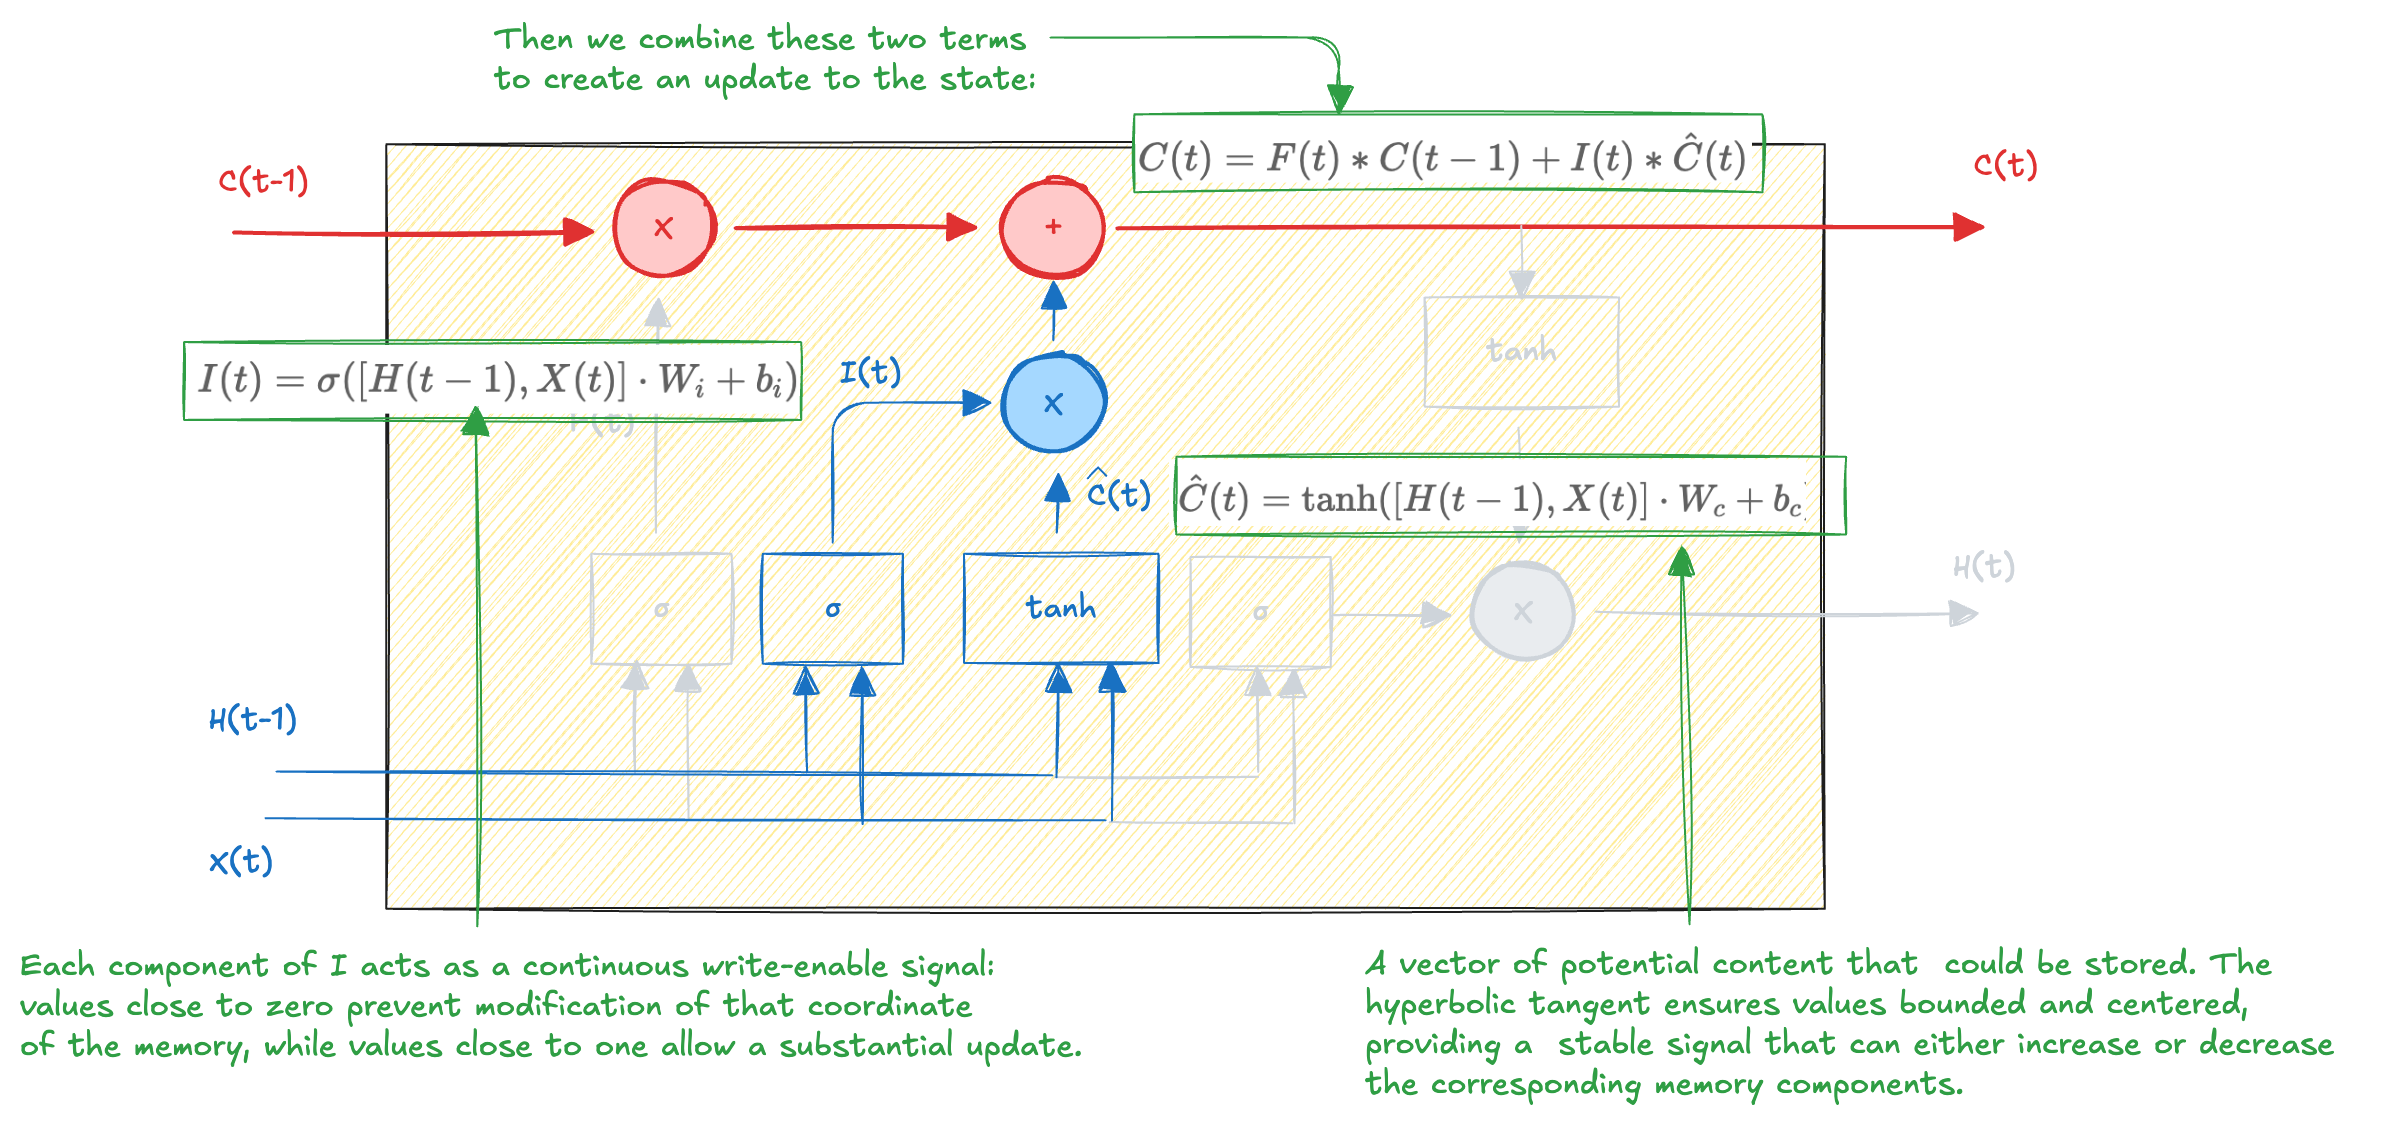 Then we combine these two terms
to create an update to the state:
C(t) = F(t) ∗ C(t − 1) + I(t) ∗ Ĉ(t)
C(t-1)
C(t)
x
+
tanh
I(t) = σ([H(t − 1), X(t)] · W_i + b_i)
I(t)
x
F(t)
Ĉ(t)
Ĉ(t) = tanh([H(t − 1), X(t)] · W_c + b_c)
H(t)
σ
σ
tanh
σ
x
H(t-1)
X(t)
Each component of I acts as a continuous write-enable signal:
values close to zero prevent modification of that coordinate
of the memory, while values close to one allow a substantial update.
A vector of potential content that could be stored. The
hyperbolic tangent ensures values bounded and centered,
providing a stable signal that can either increase or decrease
the corresponding memory components.